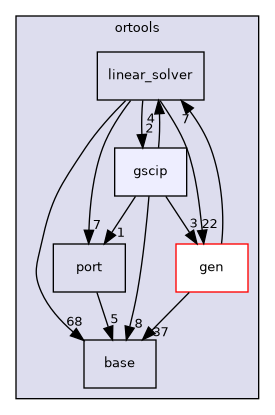 ortools
linear_solver
4
2
7
gscip
7
1
3
22
port
gen
68
5
8
37
base